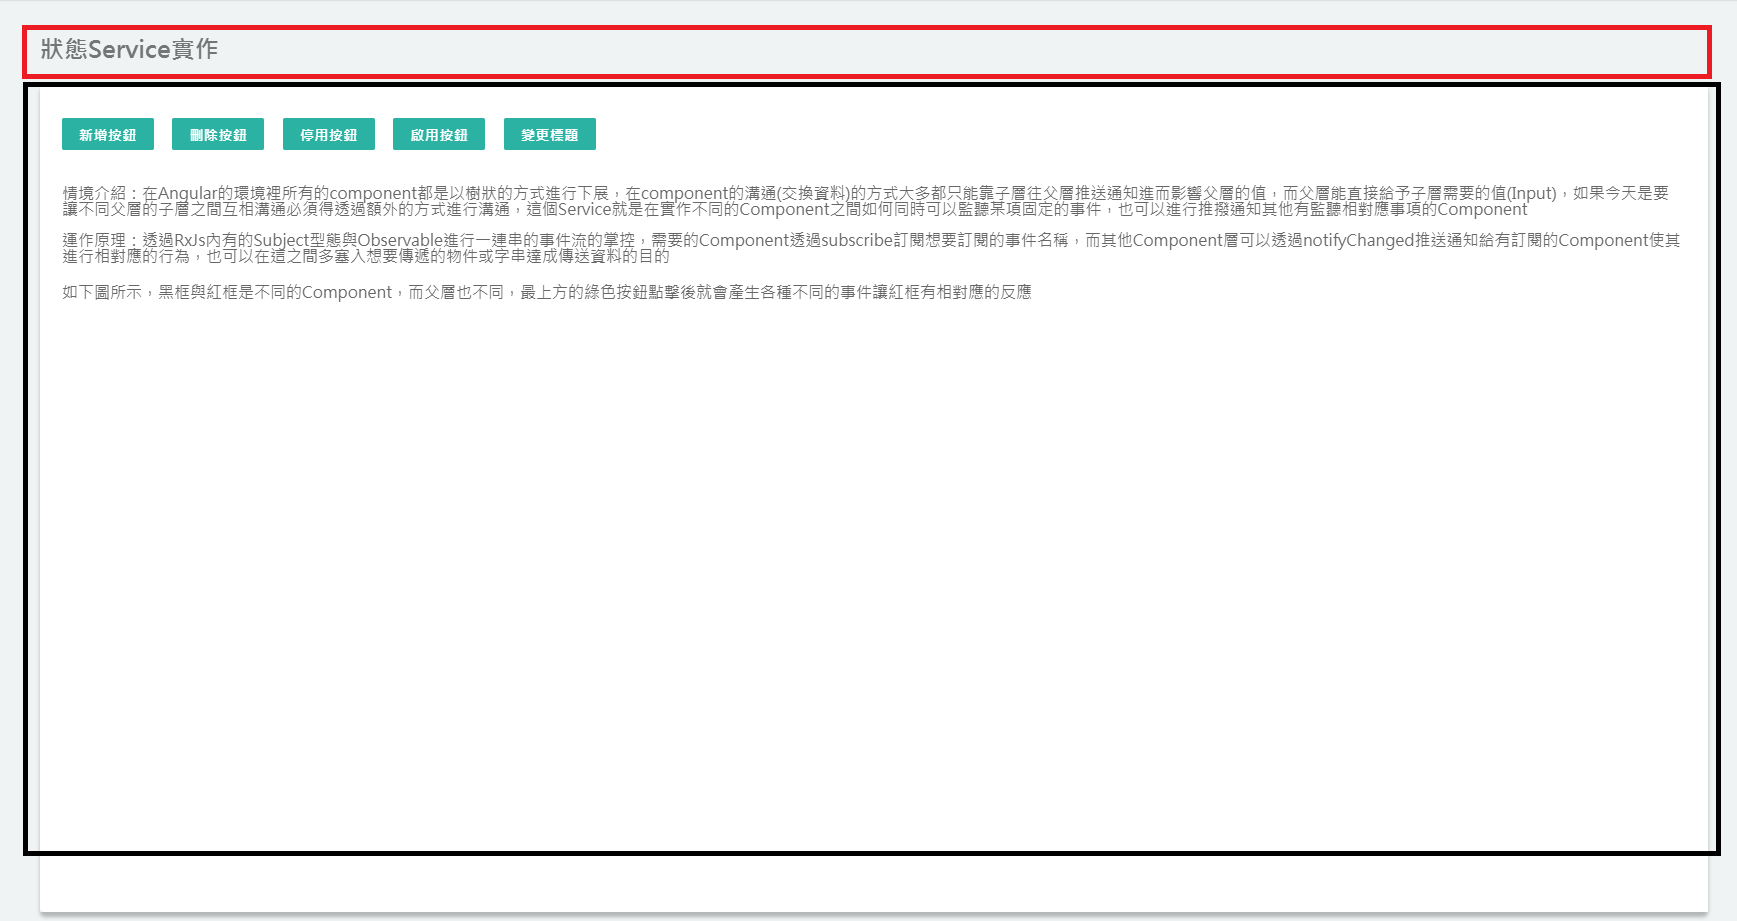 狀態Service實作
新增按鈕 刪除按鈕 停用按鈕 啟用按鈕 變更標題
情境介紹：在Angular的環境裡所有的component都是以樹狀的方式進行下展，在component的溝通(交換資料)的方式大多都只能靠子層往父層推送通知進而影響父層的值，而父層能直接給予子層需要的值(Input)，如果今天是要
讓不同父層的子層之間互相溝通必須得透過額外的方式進行溝通，這個Service就是在實作不同的Component之間如何同時可以監聽某項固定的事件，也可以進行推撥通知其他有監聽相對應事項的Component
運作原理：透過RxJs內有的Subject型態與Observable進行一連串的事件流的掌控，需要的Component透過subscribe訂閱想要訂閱的事件名稱，而其他Component層可以透過notifyChanged推送通知給有訂閱的Component使其
進行相對應的行為，也可以在這之間多塞入想要傳遞的物件或字串達成傳送資料的目的
如下圖所示，黑框與紅框是不同的Component，而父層也不同，最上方的綠色按鈕點擊後就會產生各種不同的事件讓紅框有相對應的反應